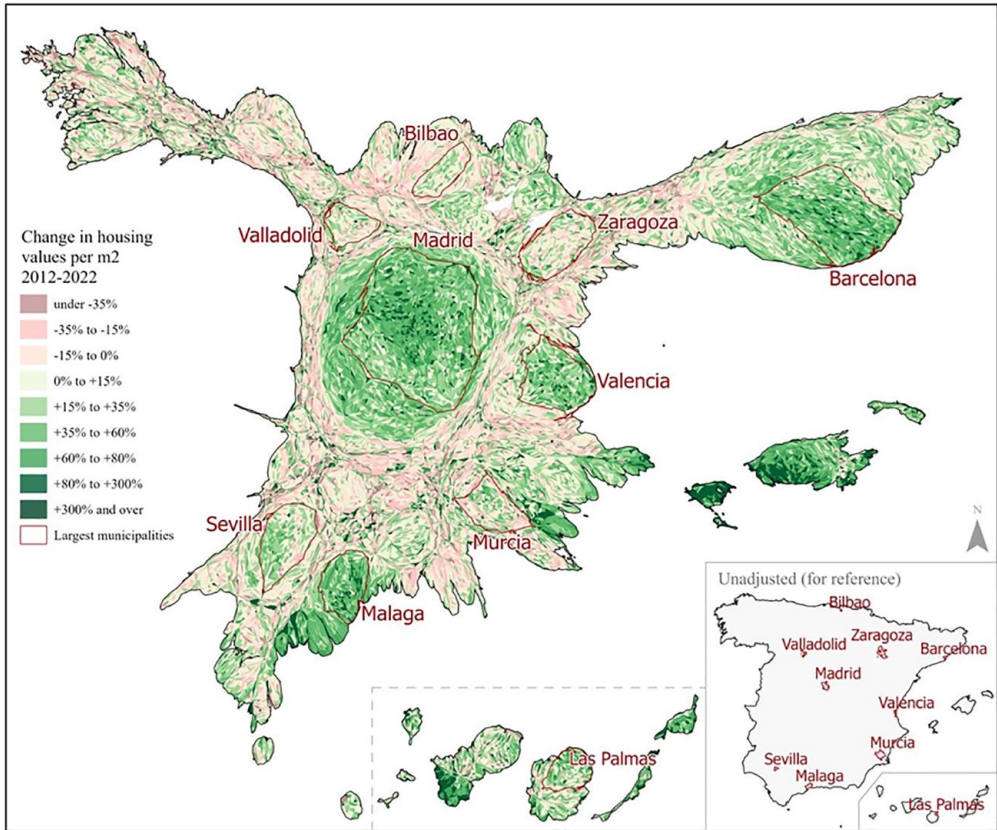 Bilbao
Valladolid
Madrid
Zaragoza
Barcelona
Change in housing
values per m2
2012-2022
under -35%
-35% to -15%
-15% to 0%
0% to +15%
+15% to +35%
+35% to +60%
+60% to +80%
+80% to +300%
+300% and over
Largest municipalities
Valencia
Sevilla
Murcia
Malaga
N
Las Palmas
Unadjusted (for reference)
Bilbao
Valladolid
Zaragoza
Barcelona
Madrid
Valencia
Murcia
Sevilla
Malaga
Las Palmas